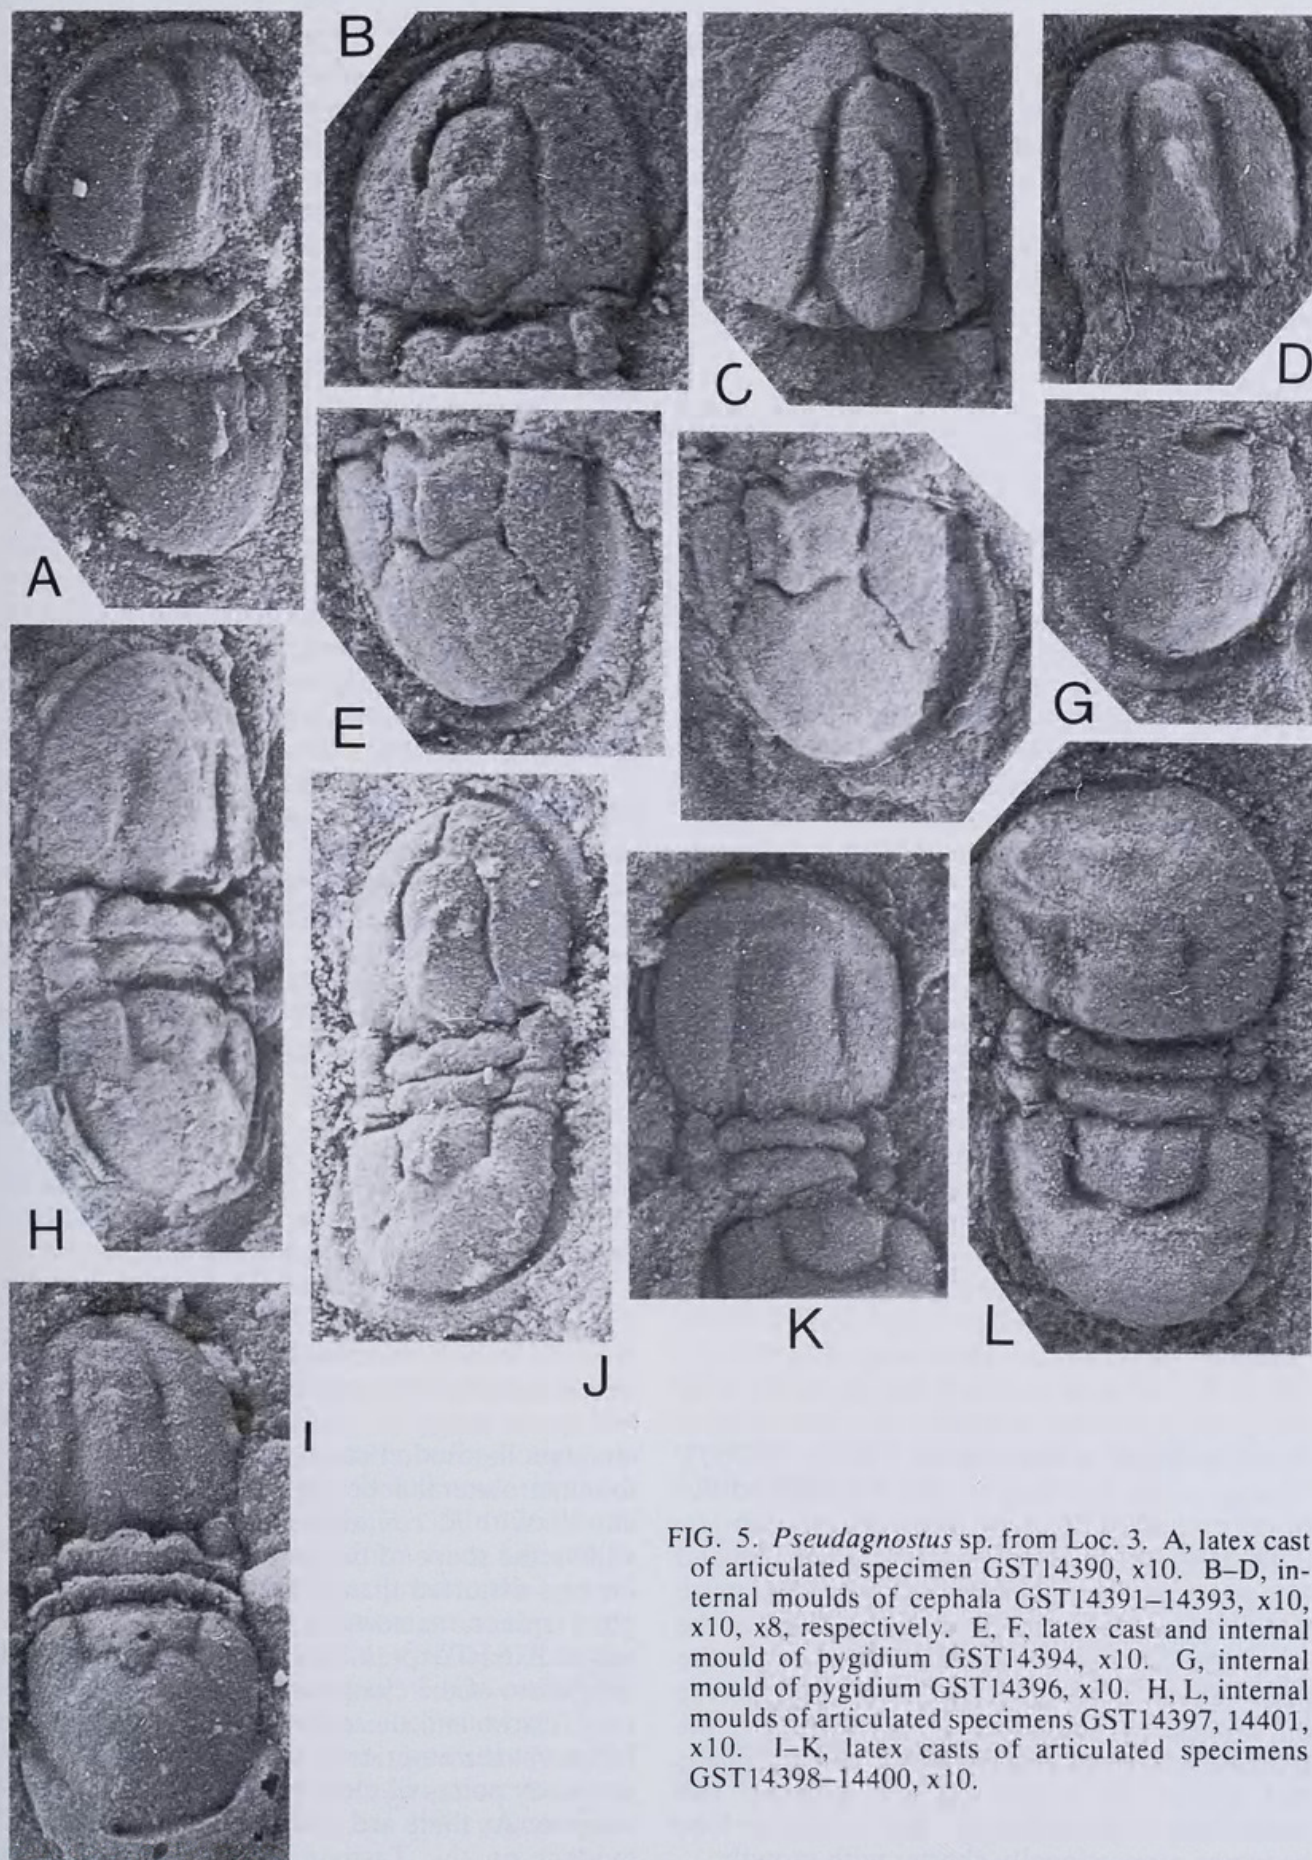 B
A
C
D
E
G
H
J
K
L
I
FIG. 5. Pseudagnostus sp. from Loc. 3. A, latex cast
of articulated specimen GST14390, x10. B–D, in-
ternal moulds of cephala GST14391–14393, x10,
x10, x8, respectively. E, F, latex cast and internal
mould of pygidium GST14394, x10. G, internal
mould of pygidium GST14396, x10. H, L, internal
moulds of articulated specimens GST14397, 14401,
x10. I–K, latex casts of articulated specimens
GST14398–14400, x10.